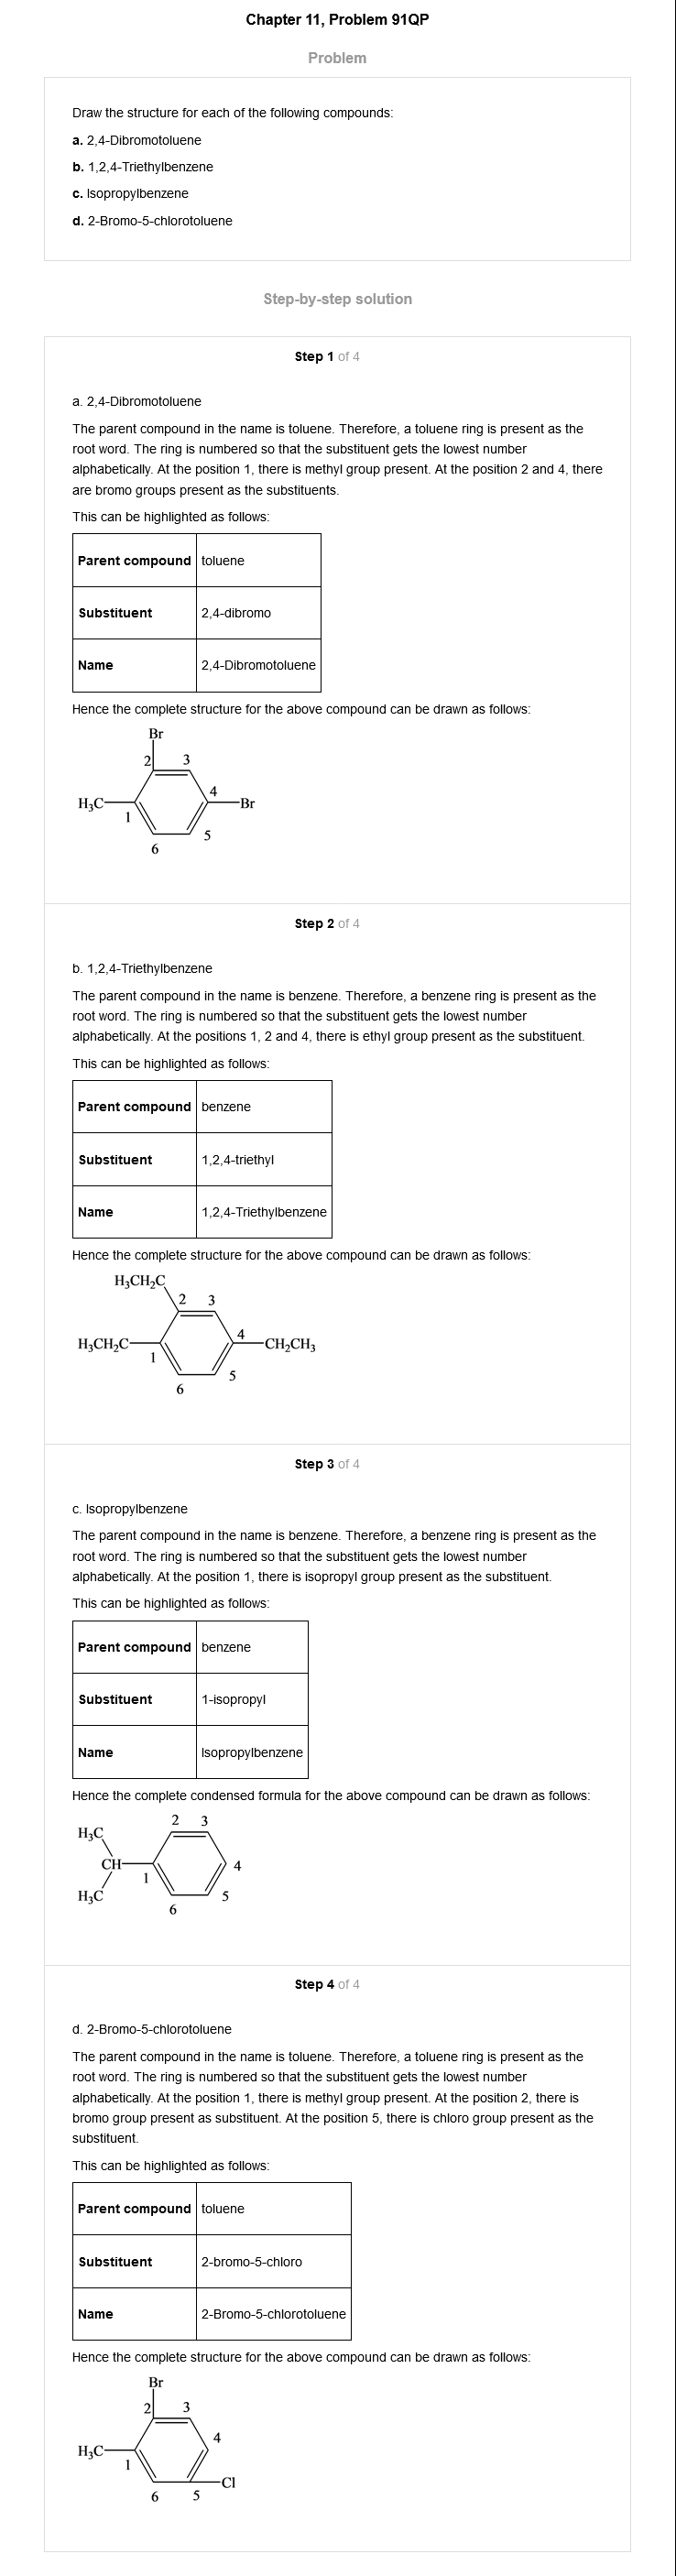 Chapter 11, Problem 91QP
Problem
Draw the structure for each of the following compounds:
a. 2,4-Dibromotoluene
b. 1,2,4-Triethylbenzene
c. Isopropylbenzene
d. 2-Bromo-5-chlorotoluene
Step-by-step solution
Step 1 of 4
a. 2,4-Dibromotoluene
The parent compound in the name is toluene. Therefore, a toluene ring is present as the
root word. The ring is numbered so that the substituent gets the lowest number
alphabetically. At the position 1, there is methyl group present. At the position 2 and 4, there
are bromo groups present as the substituents.
This can be highlighted as follows:
Parent compound toluene
Substituent 2,4-dibromo
Name 2,4-Dibromotoluene
Hence the complete structure for the above compound can be drawn as follows:
Br
2 3
4
H₃C Br
1
5
6
Step 2 of 4
b. 1,2,4-Triethylbenzene
The parent compound in the name is benzene. Therefore, a benzene ring is present as the
root word. The ring is numbered so that the substituent gets the lowest number
alphabetically. At the positions 1, 2 and 4, there is ethyl group present as the substituent.
This can be highlighted as follows:
Parent compound benzene
Substituent 1,2,4-triethyl
Name 1,2,4-Triethylbenzene
Hence the complete structure for the above compound can be drawn as follows:
H₃CH₂C
2 3
4
H₃CH₂C CH₂CH₃
1
5
6
Step 3 of 4
c. Isopropylbenzene
The parent compound in the name is benzene. Therefore, a benzene ring is present as the
root word. The ring is numbered so that the substituent gets the lowest number
alphabetically. At the position 1, there is isopropyl group present as the substituent.
This can be highlighted as follows:
Parent compound benzene
Substituent 1-isopropyl
Name Isopropylbenzene
Hence the complete condensed formula for the above compound can be drawn as follows:
2 3
H₃C
CH 4
1
H₃C 5
6
Step 4 of 4
d. 2-Bromo-5-chlorotoluene
The parent compound in the name is toluene. Therefore, a toluene ring is present as the
root word. The ring is numbered so that the substituent gets the lowest number
alphabetically. At the position 1, there is methyl group present. At the position 2, there is
bromo group present as substituent. At the position 5, there is chloro group present as the
substituent.
This can be highlighted as follows:
Parent compound toluene
Substituent 2-bromo-5-chloro
Name 2-Bromo-5-chlorotoluene
Hence the complete structure for the above compound can be drawn as follows:
Br
2 3
4
H₃C
1
Cl
6 5